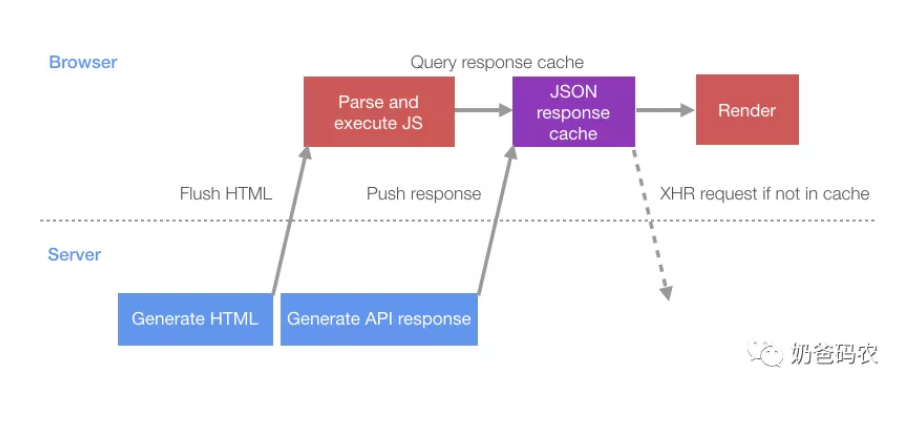 Browser
Query response cache
Parse and
execute JS
JSON
response
cache
Render
Flush HTML
Push response
XHR request if not in cache
Server
Generate HTML
Generate API response
奶爸码农